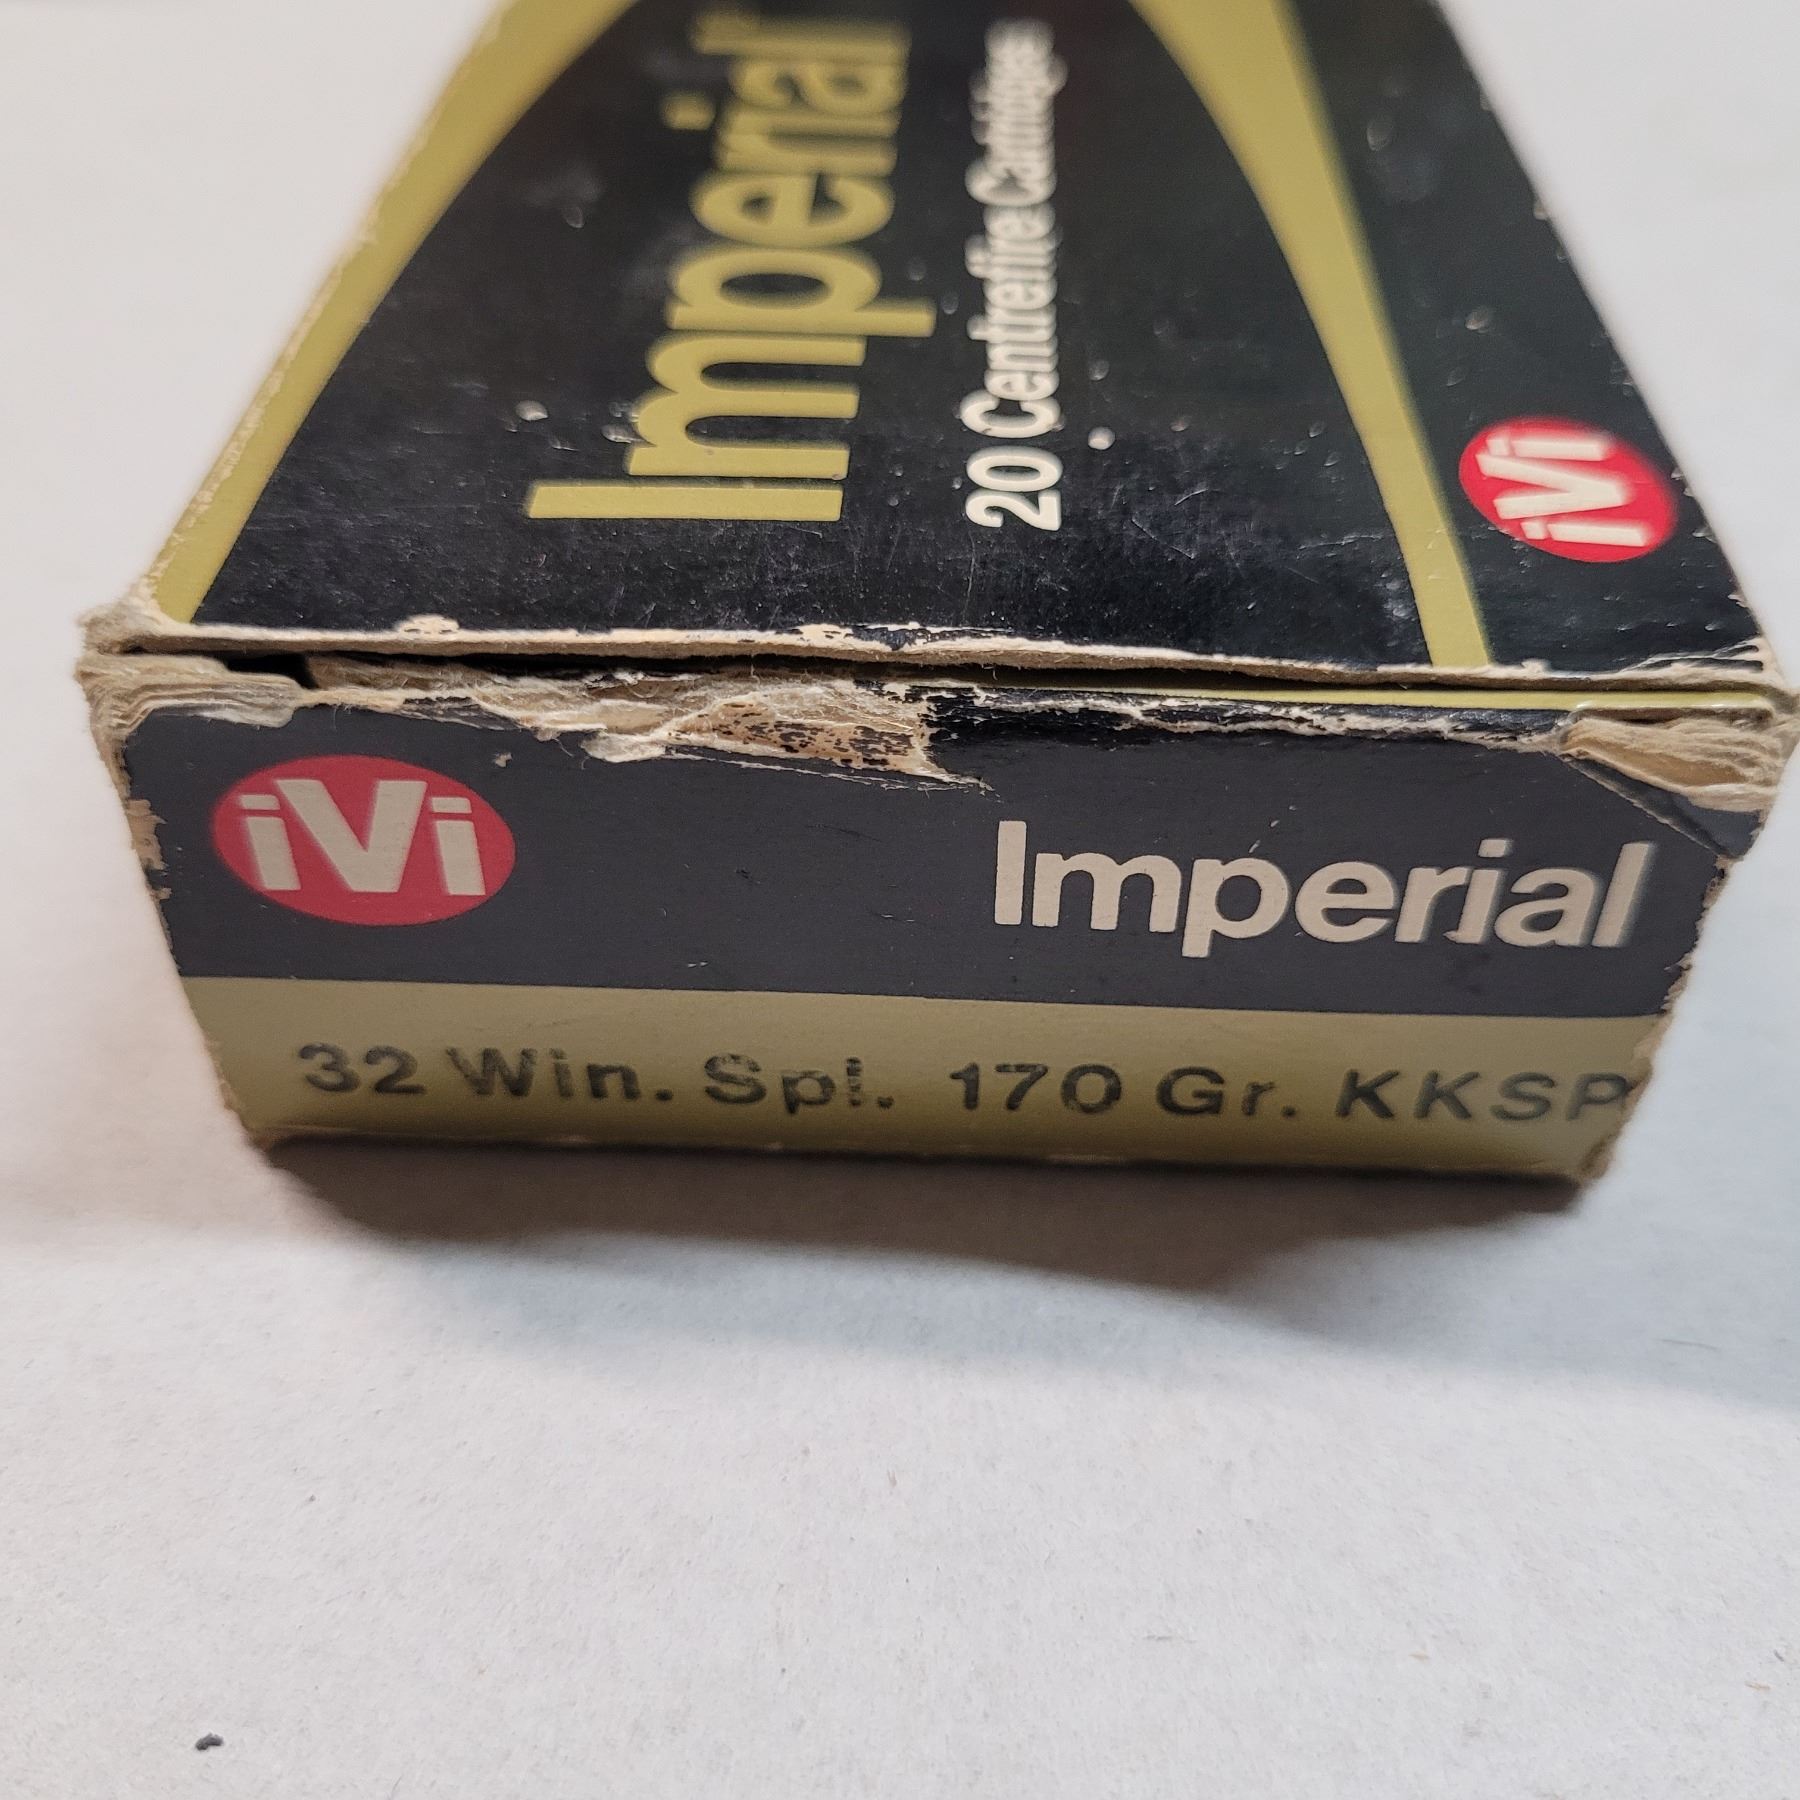 Imperial
20 Centrefire Cartridges
iVi
iVi
Imperial
32 Win. Spl. 170 Gr. KKSP